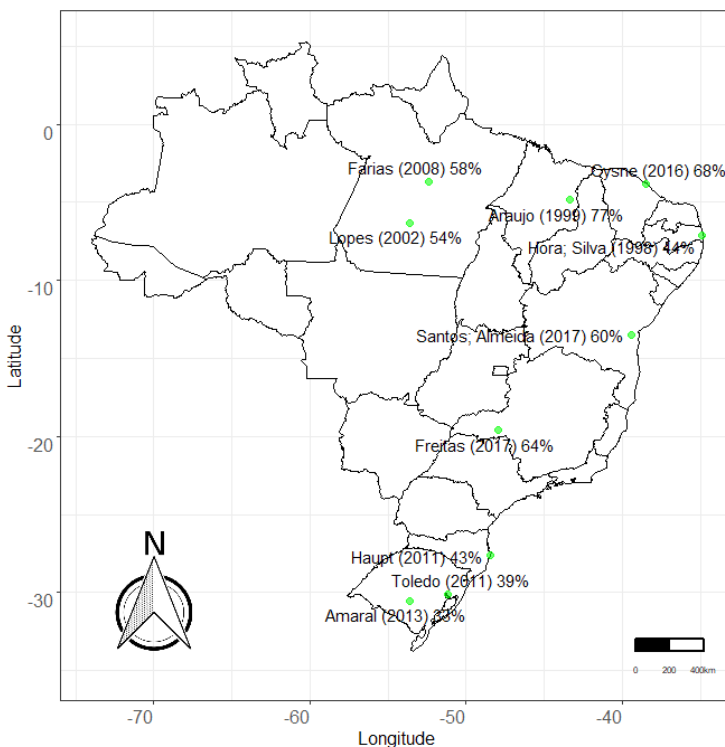 0
Farias (2008) 58%
Oysne (2016) 68%
Araujo (1999) 77%
Lopes (2002) 54%
Hora; Silva (1998) 44%
-10
Santos; Almeida (2017) 60%
Latitude
-20
Freitas (2017) 64%
N
Haupt (2011) 43%
Toledo (2011) 39%
-30
Amaral (2013) 33%
0 200 400km
-70 -60 -50 -40
Longitude